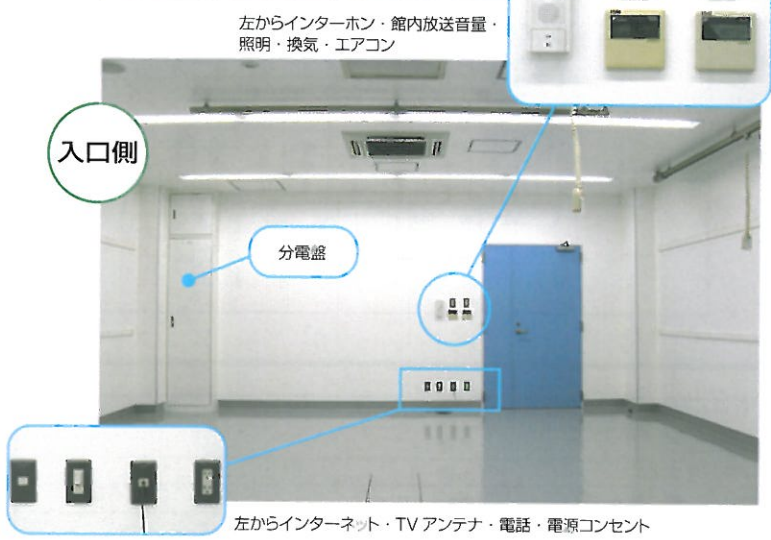 左からインターホン・館内放送音量・
照明・換気・エアコン
入口側
分電盤
左からインターネット・TVアンテナ・電話・電源コンセント